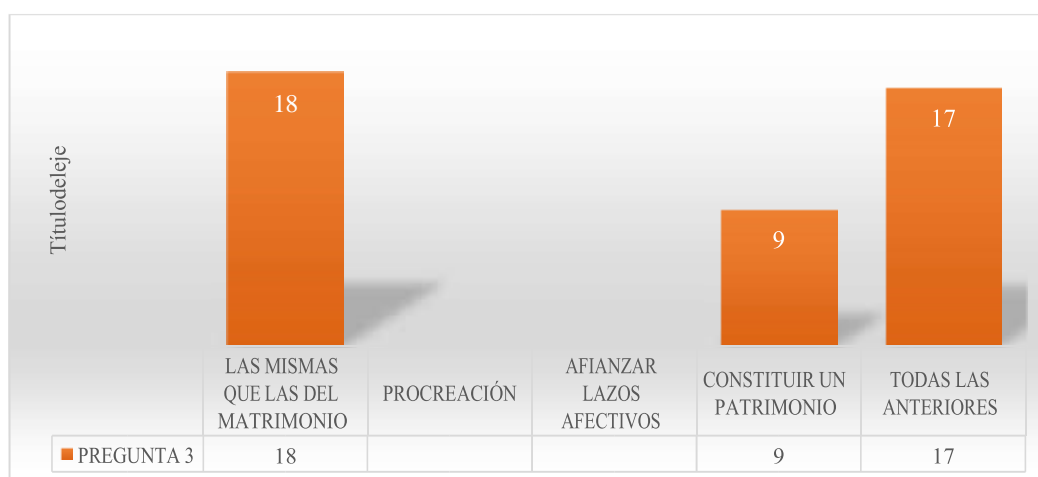 Títulodeleje
18
9
17
LAS MISMAS
QUE LAS DEL
MATRIMONIO
PROCREACIÓN
AFIANZAR
LAZOS
AFECTIVOS
CONSTITUIR UN
PATRIMONIO
TODAS LAS
ANTERIORES
PREGUNTA 3 18 9 17